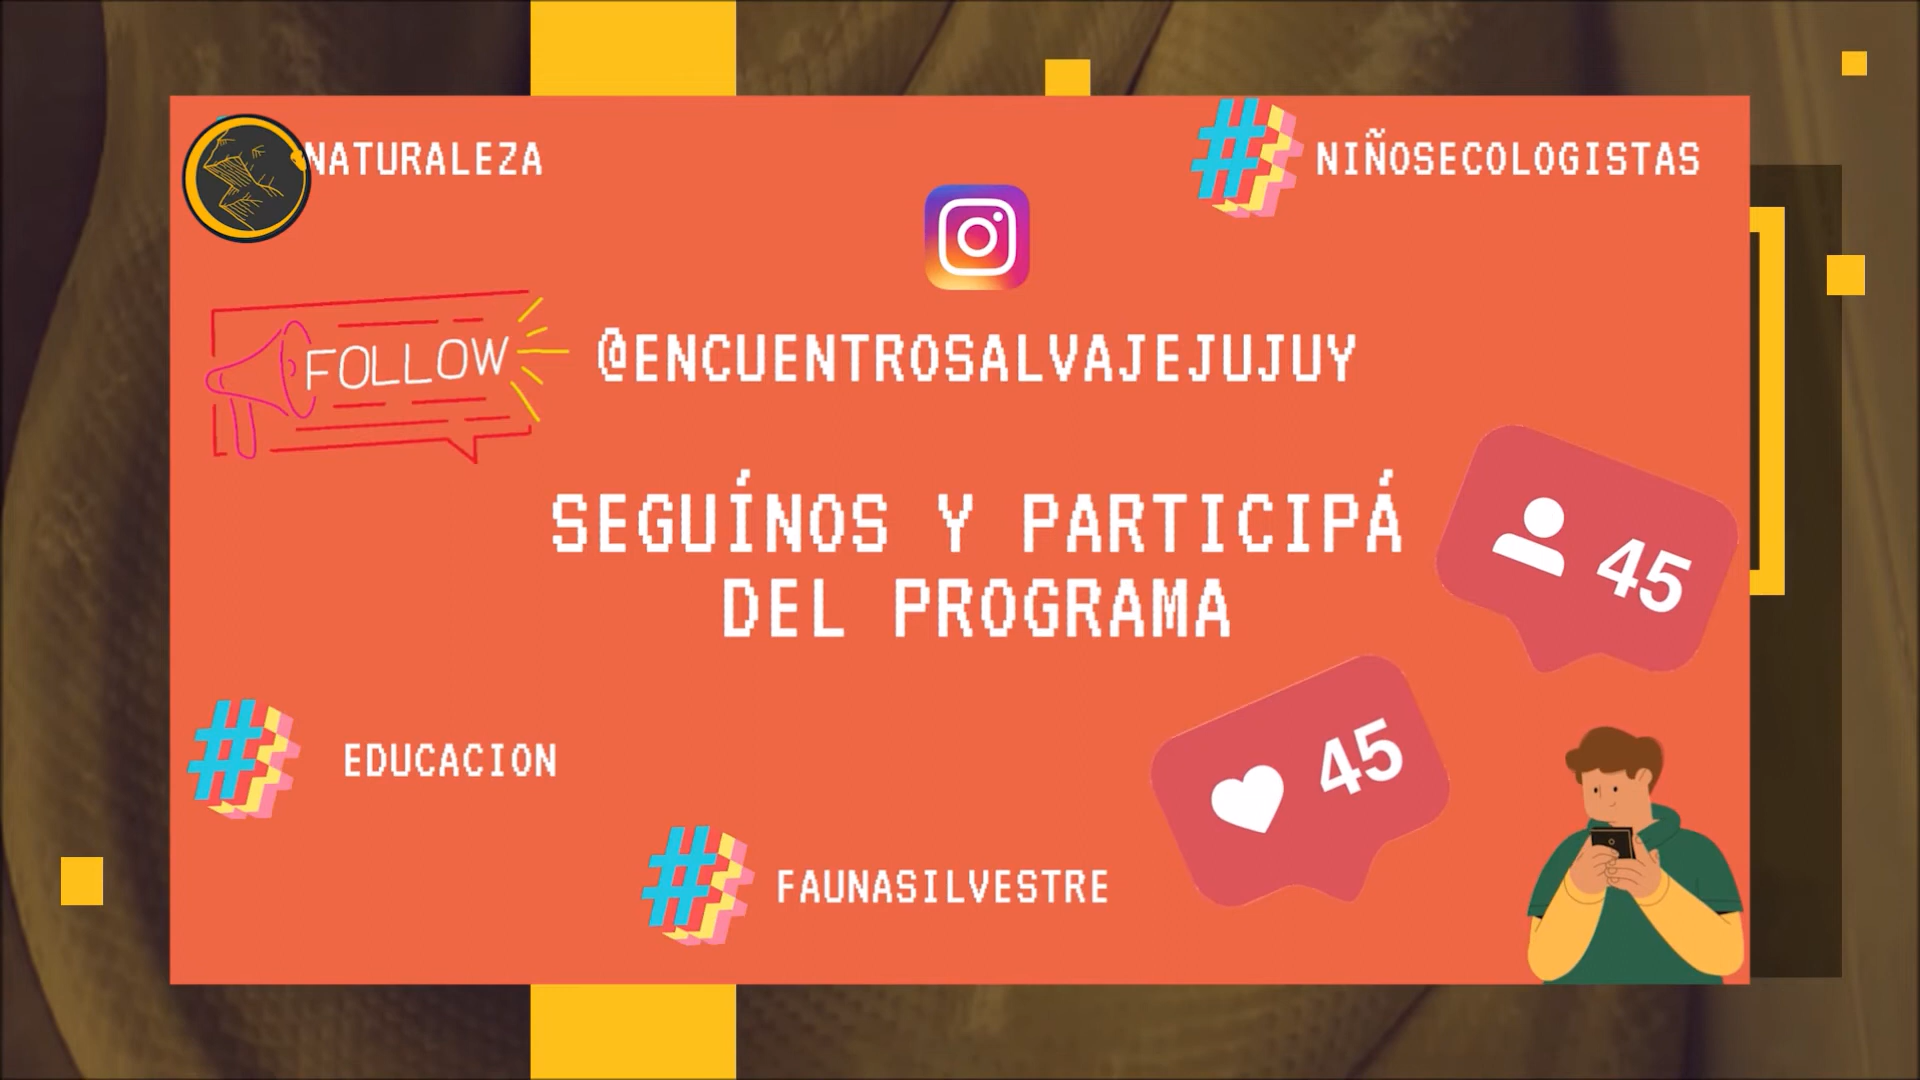 NATURALEZA
# NIÑOSECOLOGISTAS
FOLLOW
@ENCUENTROSALVAJEJUJUY
SEGUÍNOS Y PARTICIPÁ
DEL PROGRAMA
45
45
# EDUCACION
# FAUNASILVESTRE